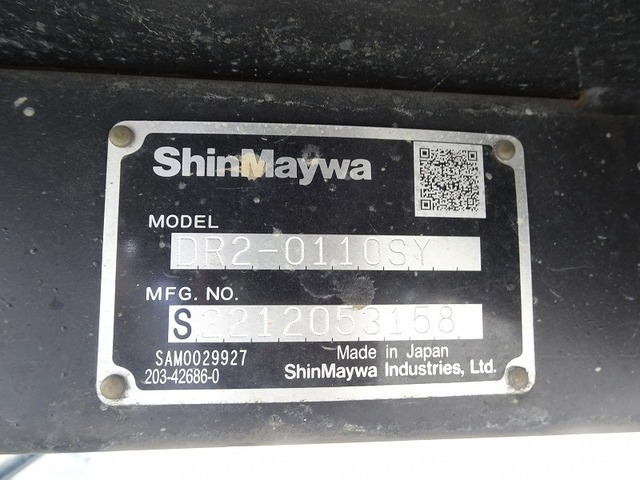 ShinMaywa
MODEL
DR2-0110SY
MFG. NO.
S2212053158
SAM0029927
203-42686-0
Made in Japan
ShinMaywa Industries, Ltd.